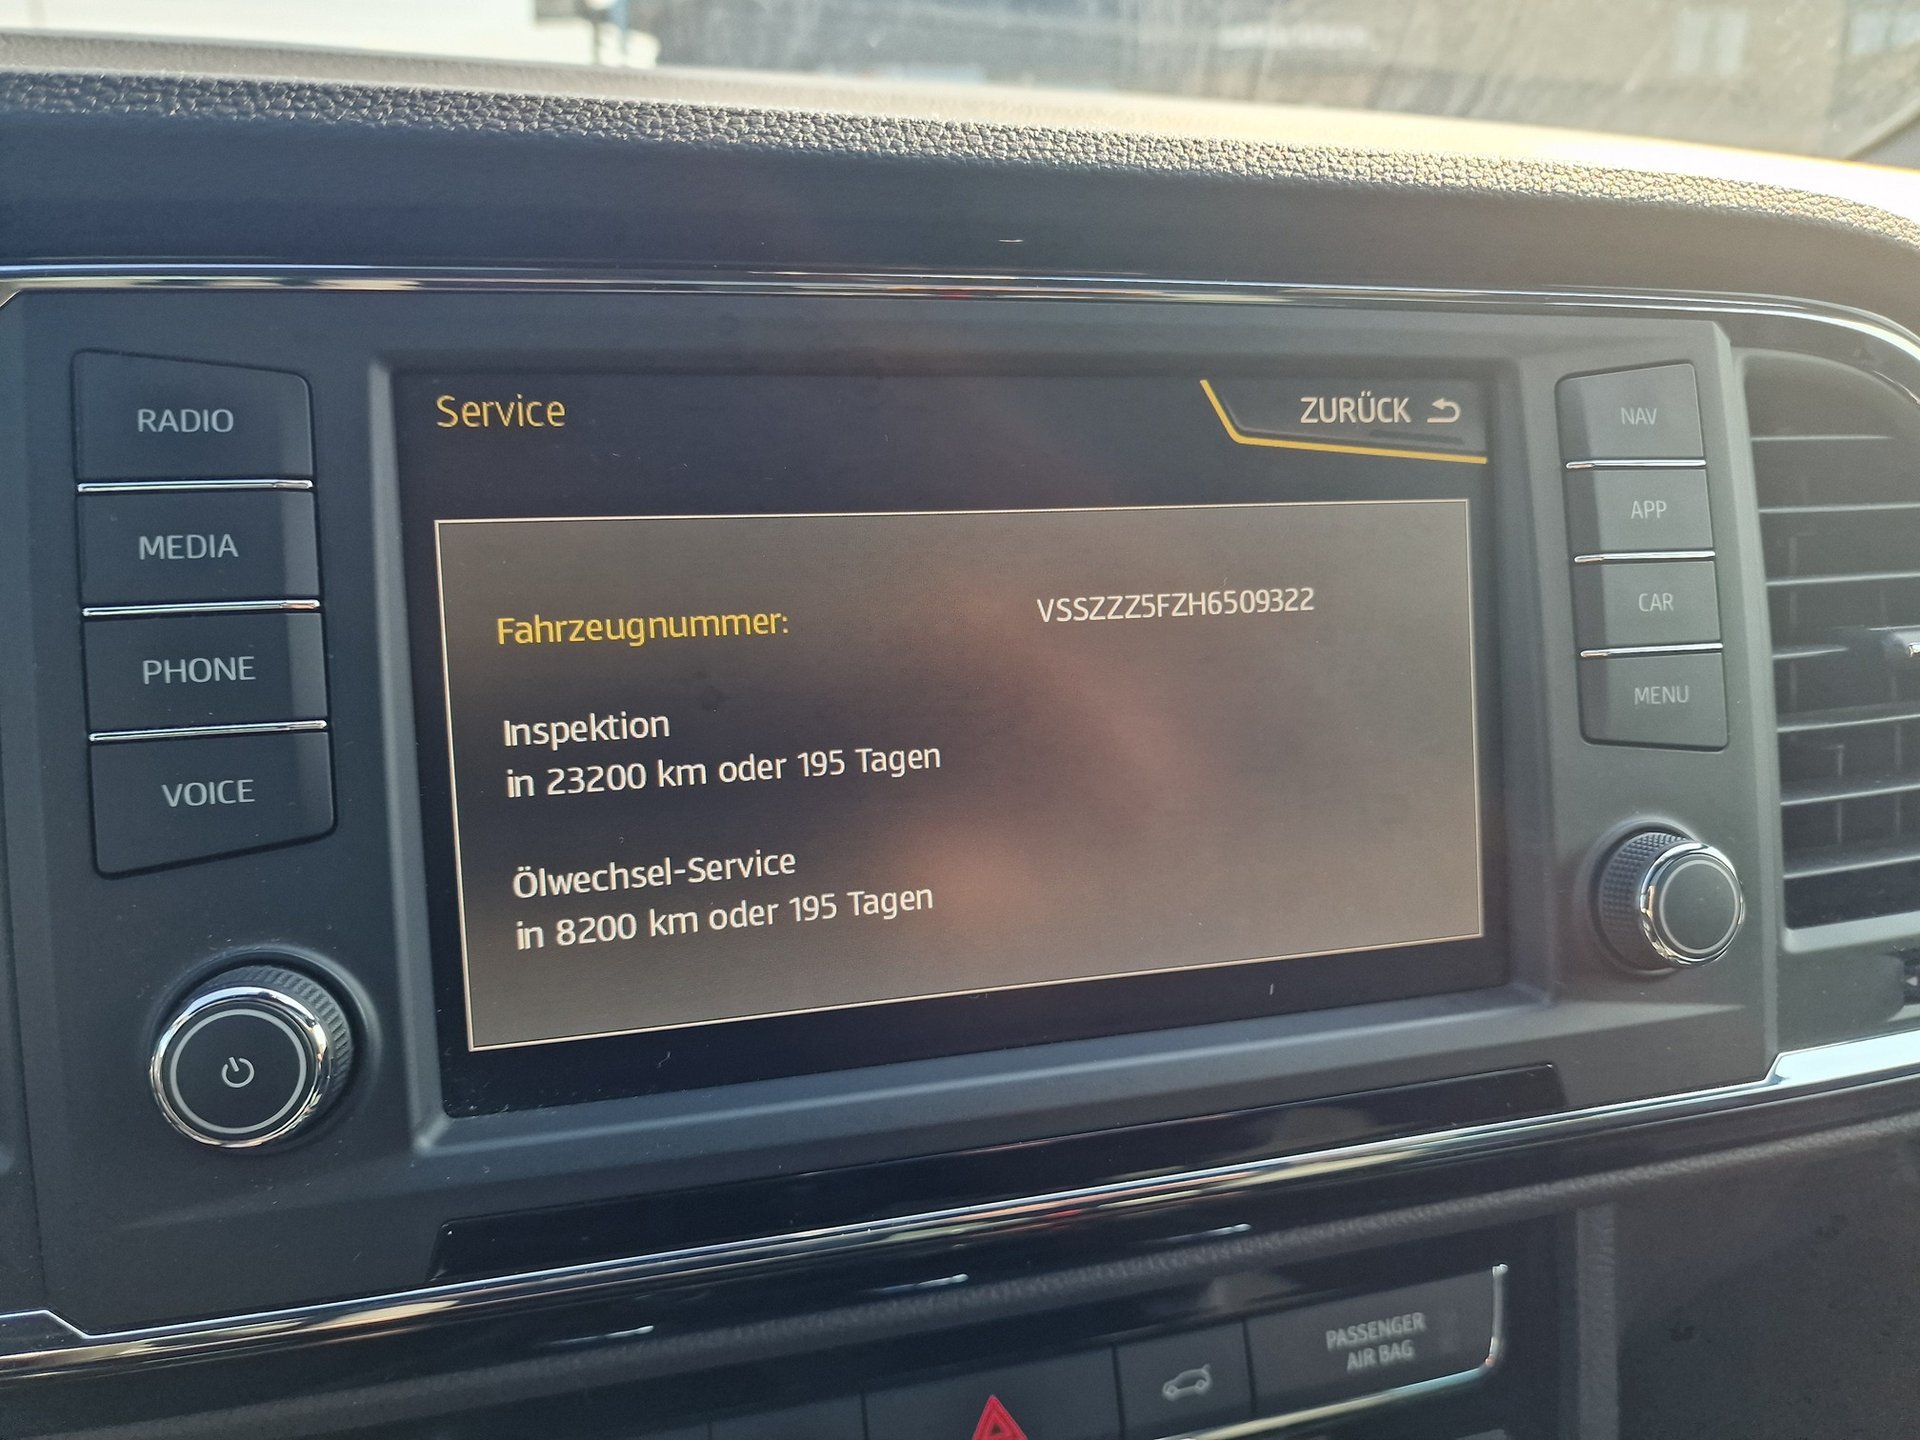 Service
ZURÜCK
RADIO
MEDIA
PHONE
VOICE
Fahrzeugnummer:
VSSZZZ5FZH6509322
Inspektion
in 23200 km oder 195 Tagen
Ölwechsel-Service
in 8200 km oder 195 Tagen
NAV
APP
CAR
MENU
PASSENGER
AIR BAG